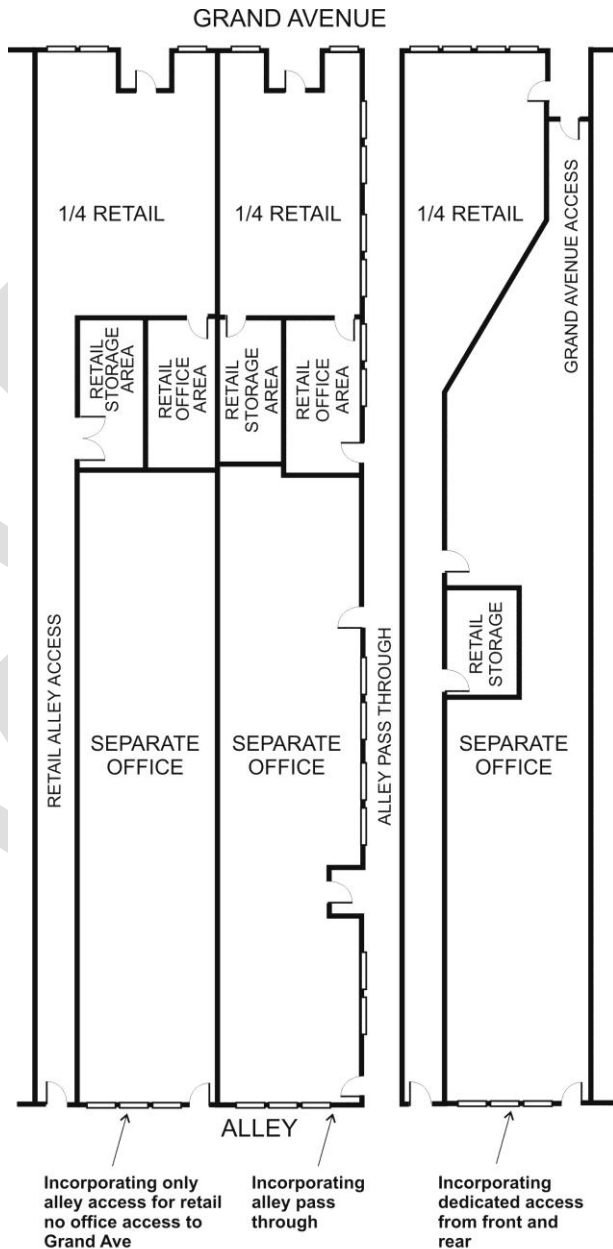 GRAND AVENUE
1/4 RETAIL
1/4 RETAIL
1/4 RETAIL
GRAND AVENUE ACCESS
RETAIL
STORAGE
AREA
RETAIL
OFFICE
AREA
RETAIL
STORAGE
AREA
RETAIL
OFFICE
AREA
RETAIL ALLEY ACCESS
ALLEY PASS THROUGH
RETAIL
STORAGE
SEPARATE
OFFICE
SEPARATE
OFFICE
SEPARATE
OFFICE
ALLEY
Incorporating only
alley access for retail
no office access to
Grand Ave
Incorporating
alley pass
through
Incorporating
dedicated access
from front and
rear